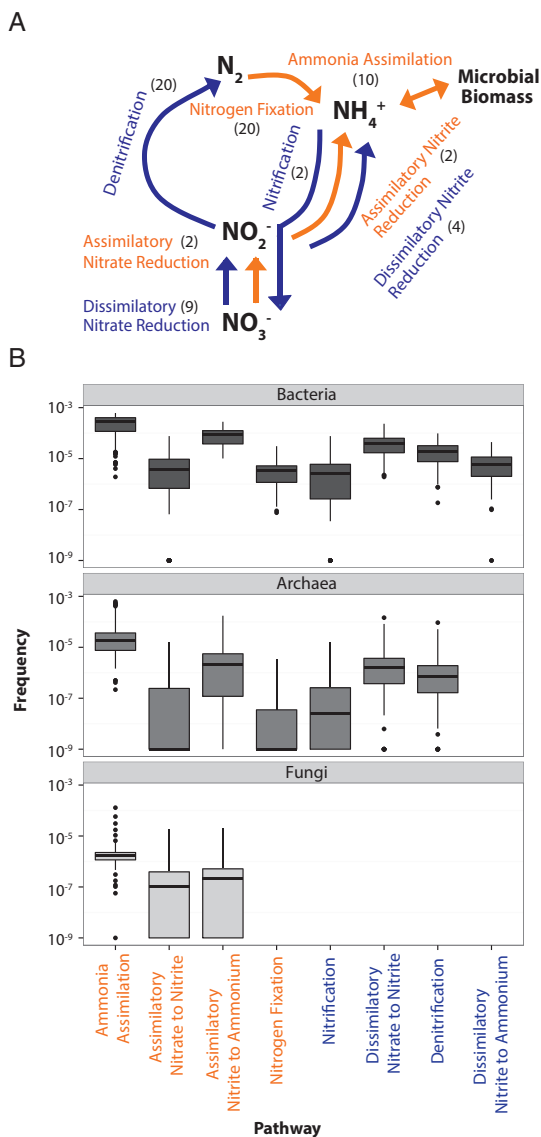 A
N2
(20)
Denitrification
Nitrogen Fixation
(20)
Ammonia Assimilation
(10)
NH4+
Microbial
Biomass
Nitrification
(2)
Assimilatory Nitrite
Reduction
(2)
Dissimilatory Nitrite
Reduction
(4)
NO2-
Assimilatory (2)
Nitrate Reduction
Dissimilatory (9)
Nitrate Reduction
NO3-
B
Bacteria
10-3
10-5
10-7
10-9
Archaea
10-3
10-5
10-7
10-9
Frequency
Fungi
10-3
10-5
10-7
10-9
Ammonia
Assimilation
Assimilatory
Nitrate to Nitrite
Assimilatory
Nitrite to Ammonium
Nitrogen Fixation
Nitrification
Dissimilatory
Nitrate to Nitrite
Denitrification
Dissimilatory
Nitrite to Ammonium
Pathway